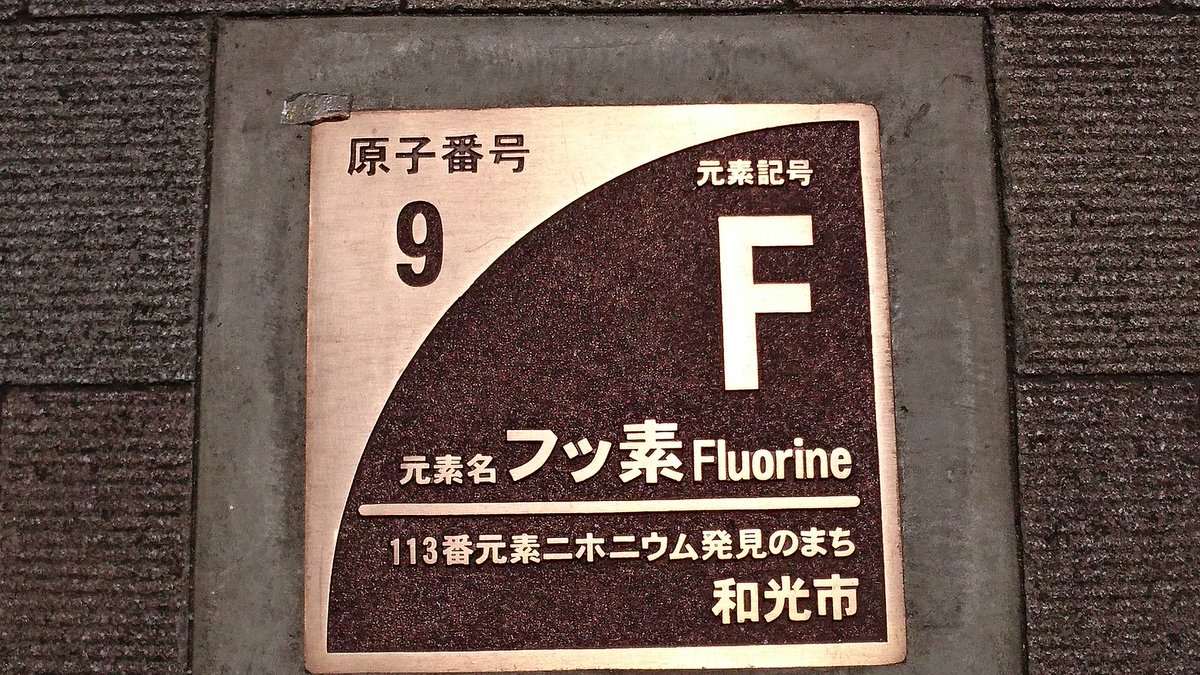 原子番号
9
元素記号
F
元素名 フッ素 Fluorine
113番元素ニホニウム発見のまち
和光市